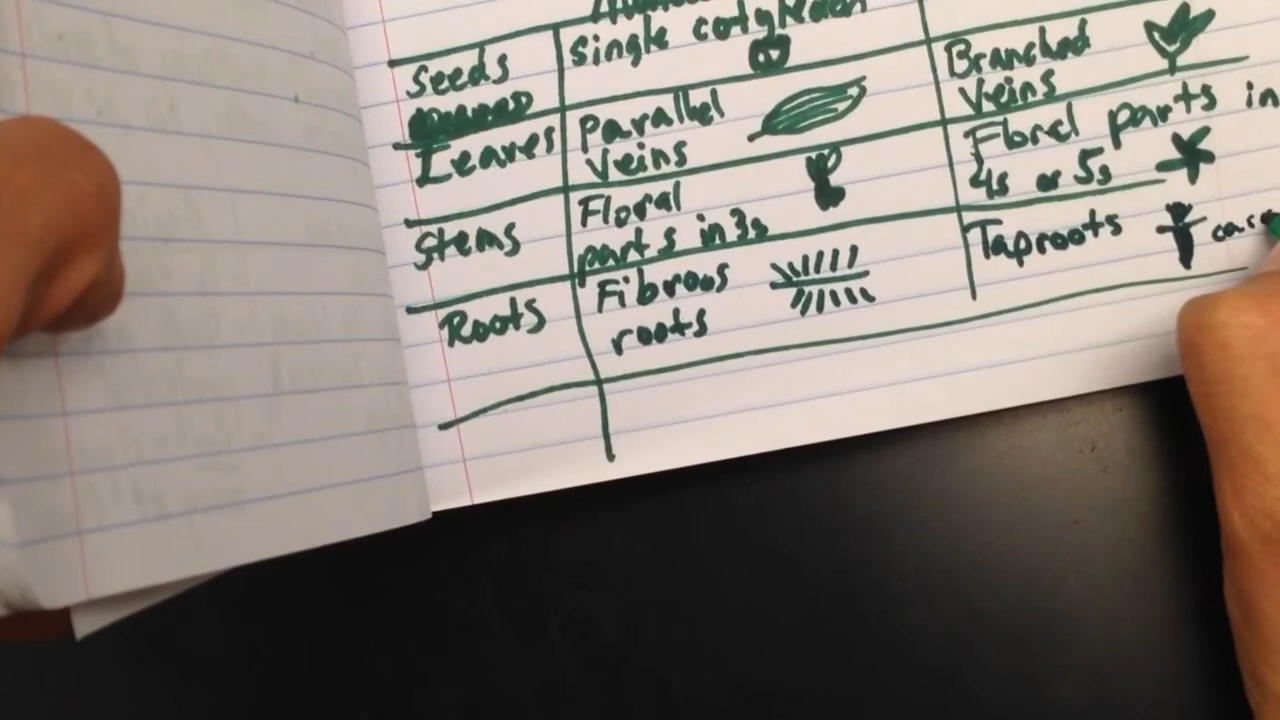 Single cotyledon
Seeds
Branched
Veins
Leaves
Parallel
Veins
Floral parts in
4s or 5s
Stems
Floral
parts in 3s
Taproots
Roots
Fibroos
roots